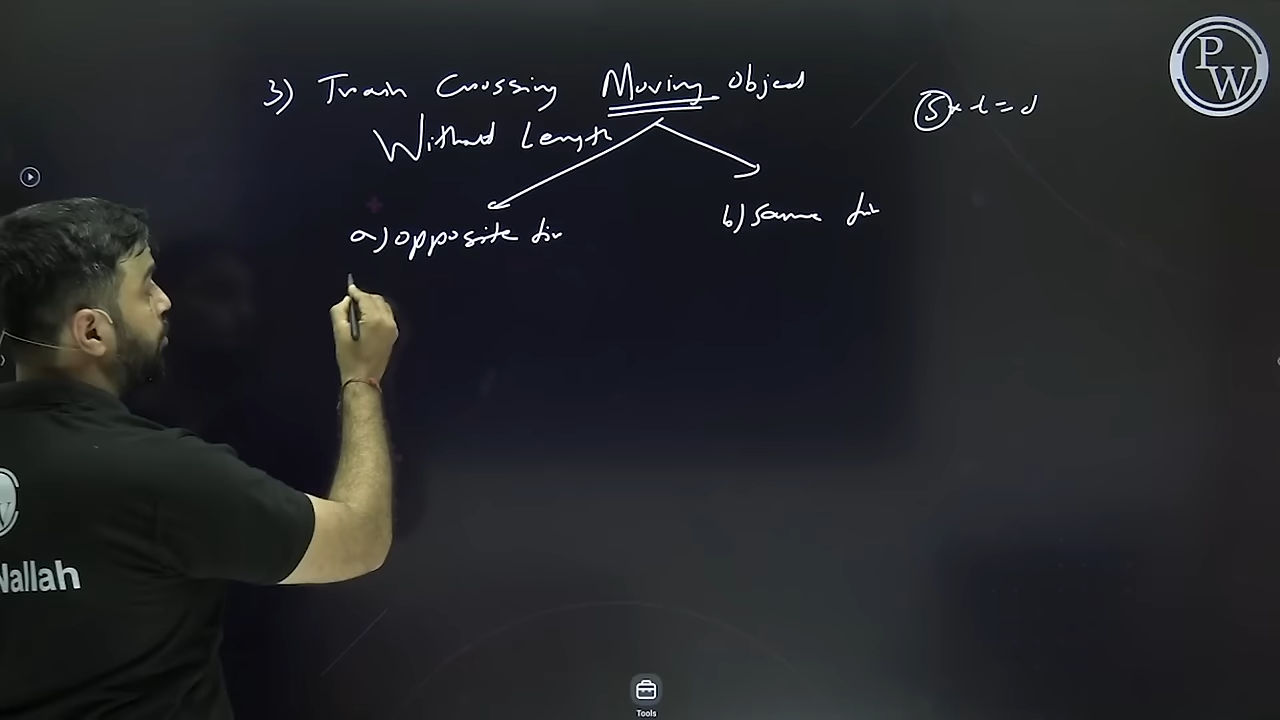 3) Train Crossing Moving Object
Without Length
S × t = d
a) opposite dir
b) Same dir
PW
W
Wallah
Tools